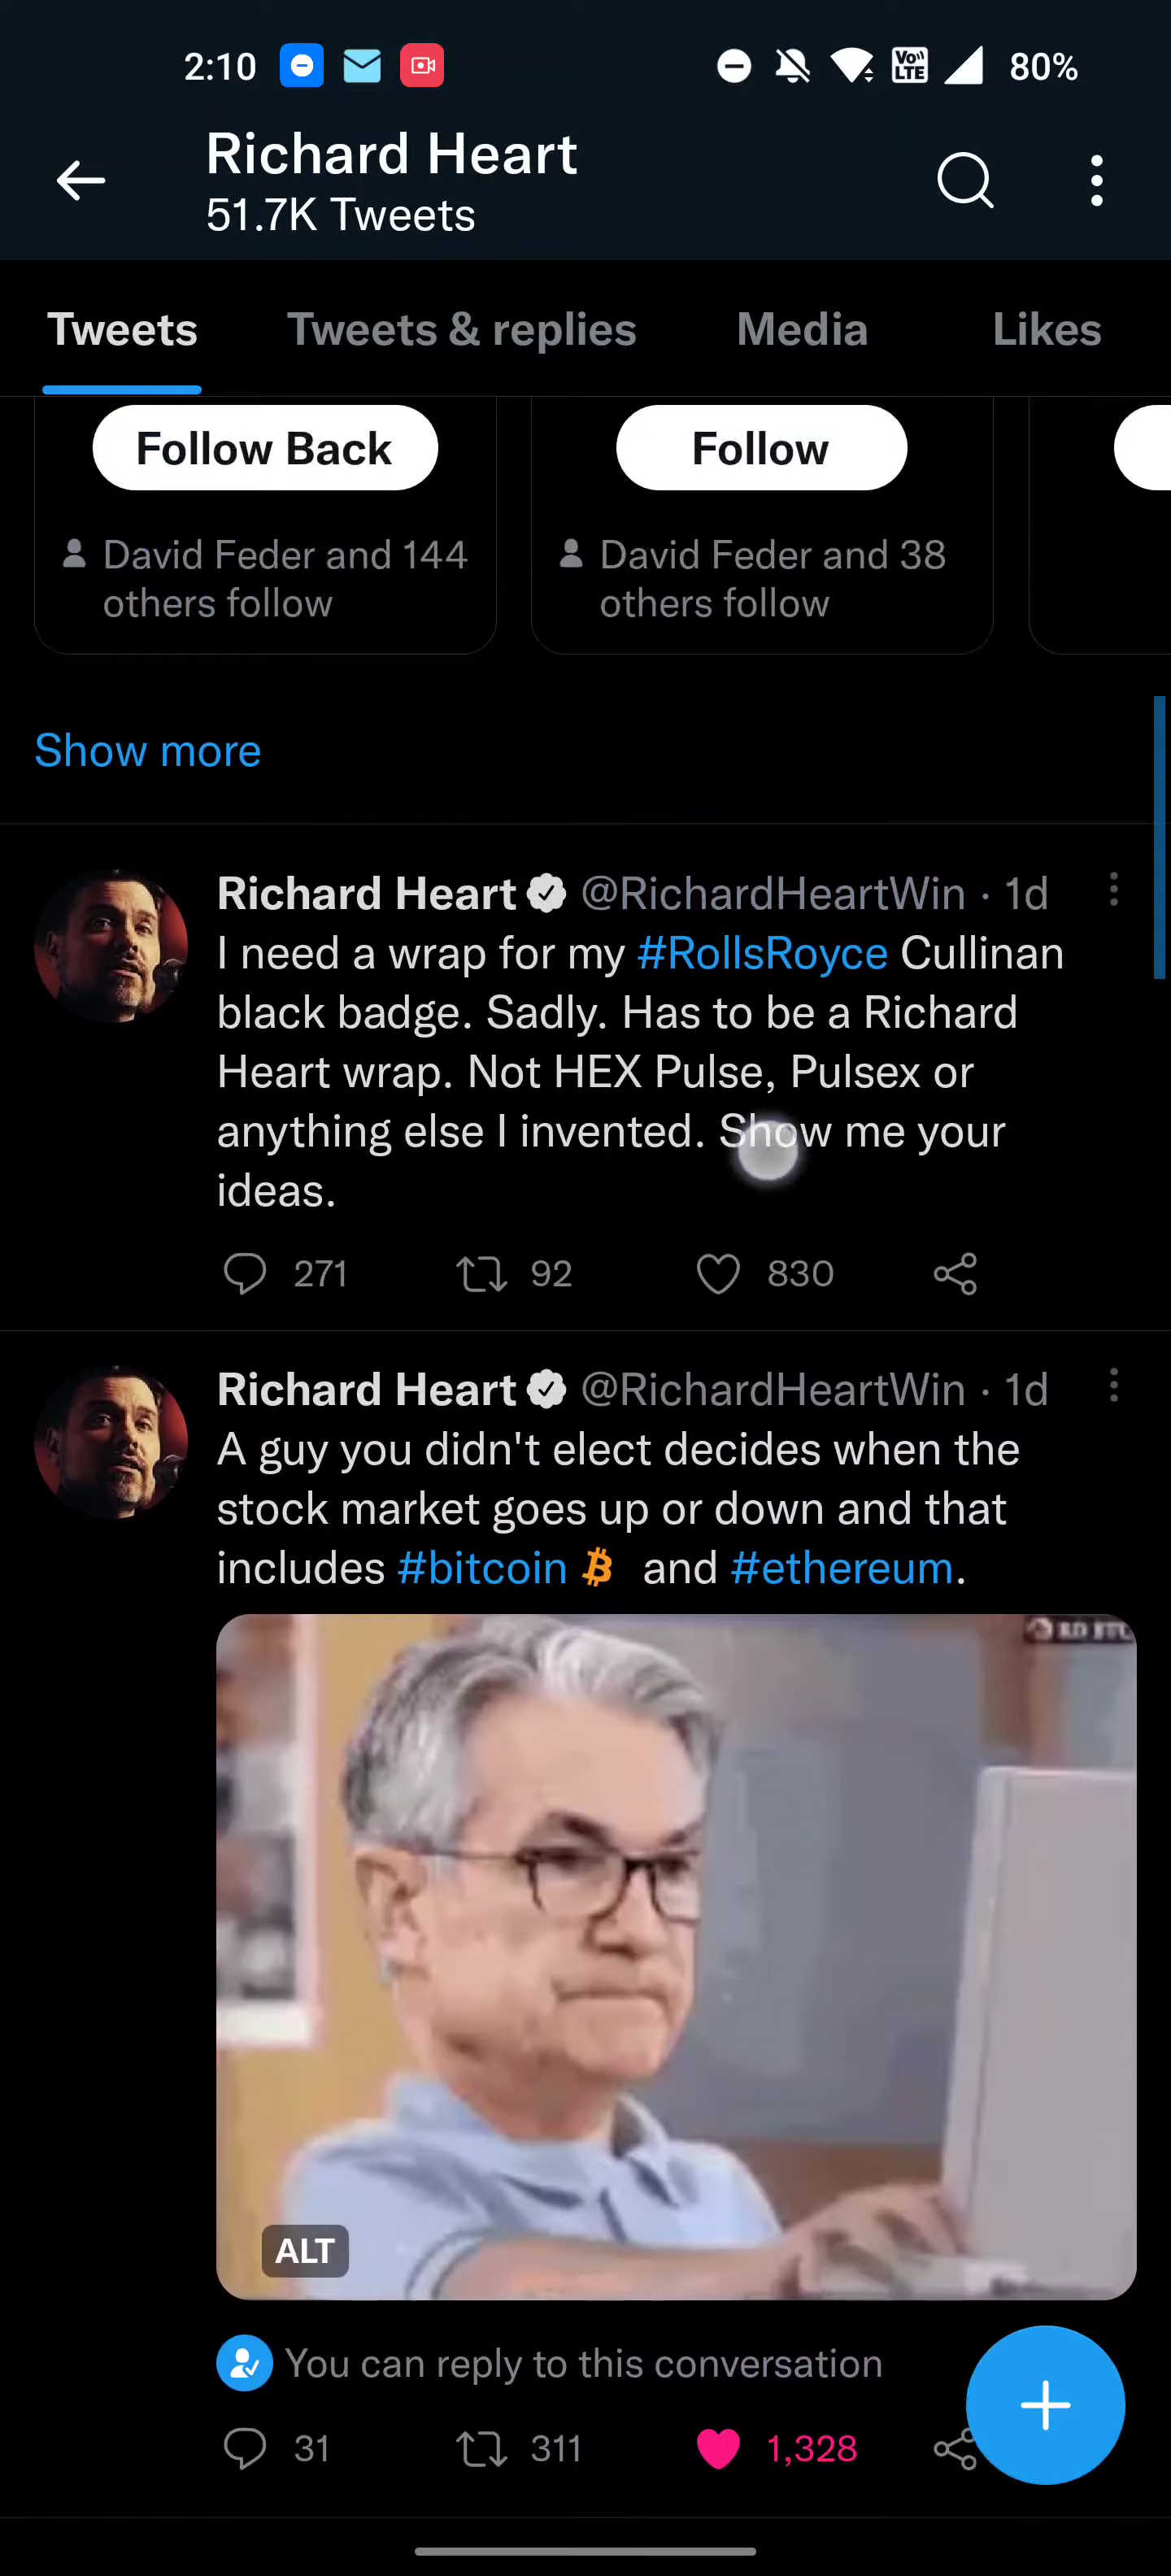 2:10
Vo)) LTE
80%
Richard Heart
51.7K Tweets
Tweets Tweets & replies Media Likes
Follow Back Follow
David Feder and 144 others follow
David Feder and 38 others follow
Show more
Richard Heart @RichardHeartWin · 1d
I need a wrap for my #RollsRoyce Cullinan
black badge. Sadly. Has to be a Richard
Heart wrap. Not HEX Pulse, Pulsex or
anything else I invented. Show me your
ideas.
271 92 830
Richard Heart @RichardHeartWin · 1d
A guy you didn't elect decides when the
stock market goes up or down and that
includes #bitcoin and #ethereum.
ALT
You can reply to this conversation
31 311 1,328